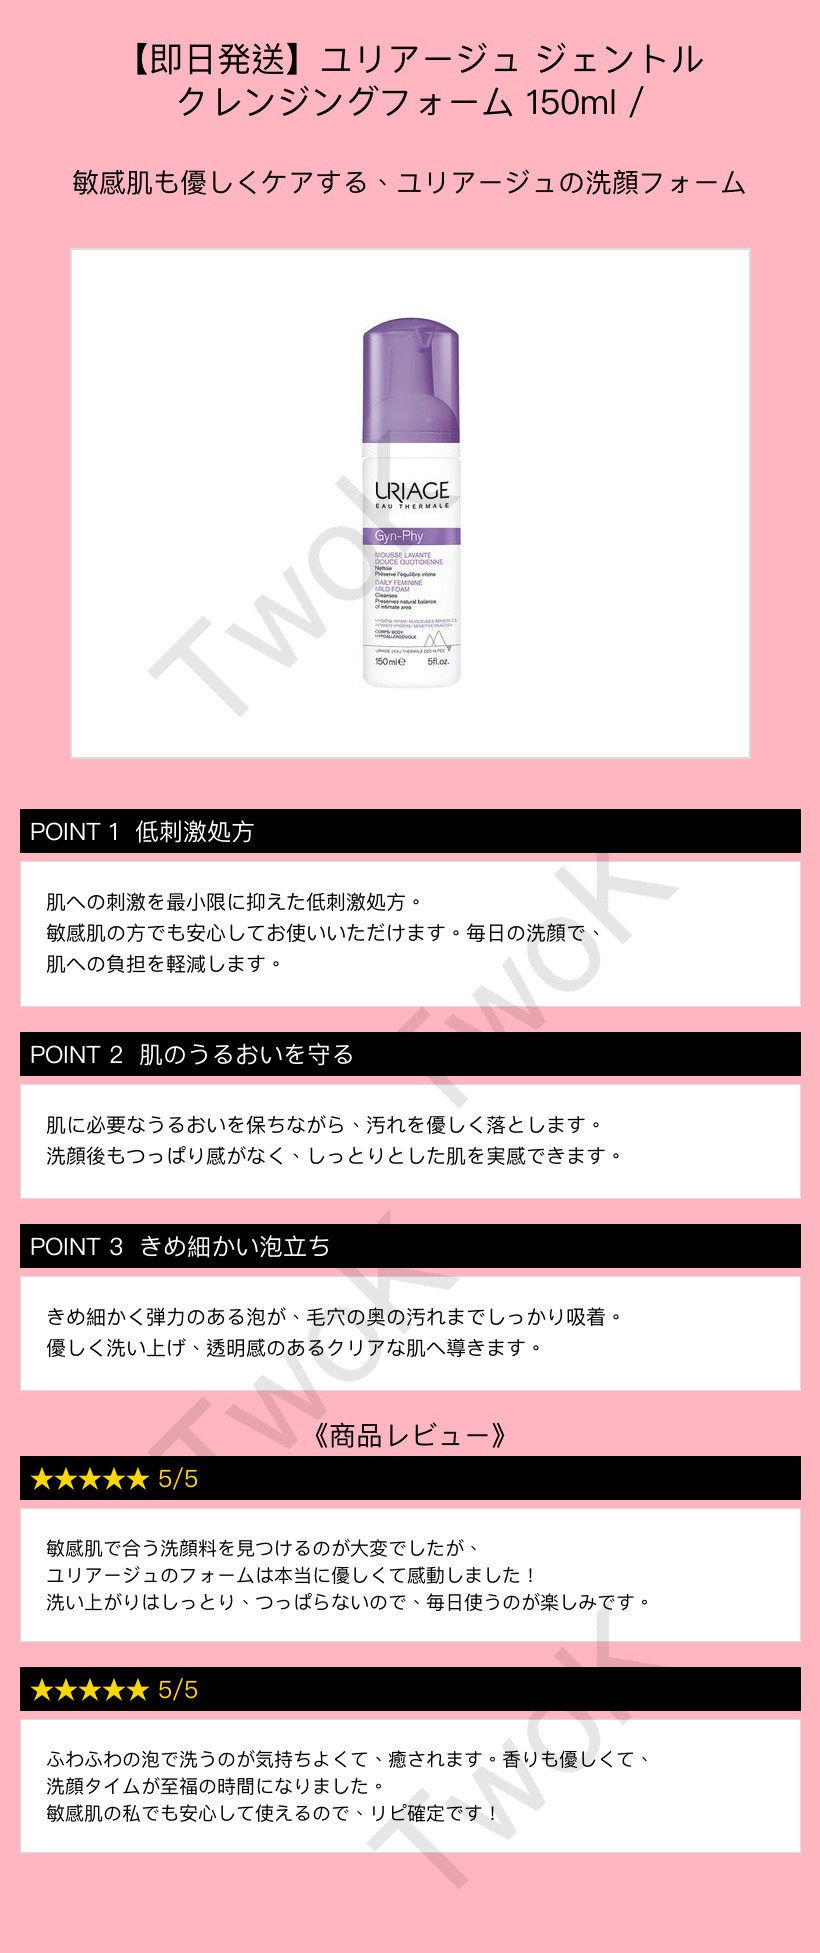 【即日発送】ユリアージュ ジェントル
クレンジングフォーム 150ml /
敏感肌も優しくケアする、ユリアージュの洗顔フォーム
URIAGE
EAU THERMALE
Gyn-Phy
MOUSSE LAVANTE
DOUCE QUOTIDIENNE
Nettoie
Préserve l'équilibre intime
DAILY FEMININE
MILD FOAM
Cleanses
Preserves natural balance
of intimate area
HYGIÈNE INTIME/ MUQUEUSES SENSIBLES
INTIMATE HYGIENE/ SENSITIVE MUCOSA
CORPS/ BODY
HYPOALLERGÉNIQUE
URIAGE, L'EAU THERMALE DES ALPES
150ml℮ 5fl.oz.
TwoK
POINT 1 低刺激処方
肌への刺激を最小限に抑えた低刺激処方。
敏感肌の方でも安心してお使いいただけます。毎日の洗顔で、
肌への負担を軽減します。
TwoK
POINT 2 肌のうるおいを守る
肌に必要なうるおいを保ちながら、汚れを優しく落とします。
洗顔後もつっぱり感がなく、しっとりとした肌を実感できます。
POINT 3 きめ細かい泡立ち
きめ細かく弾力のある泡が、毛穴の奥の汚れまでしっかり吸着。
優しく洗い上げ、透明感のあるクリアな肌へ導きます。
TwoK
《商品レビュー》
★★★★★ 5/5
敏感肌で合う洗顔料を見つけるのが大変でしたが、
ユリアージュのフォームは本当に優しくて感動しました！
洗い上がりはしっとり、つっぱらないので、毎日使うのが楽しみです。
★★★★★ 5/5
ふわふわの泡で洗うのが気持ちよくて、癒されます。香りも優しくて、
洗顔タイムが至福の時間になりました。
敏感肌の私でも安心して使えるので、リピ確定です！
TwoK